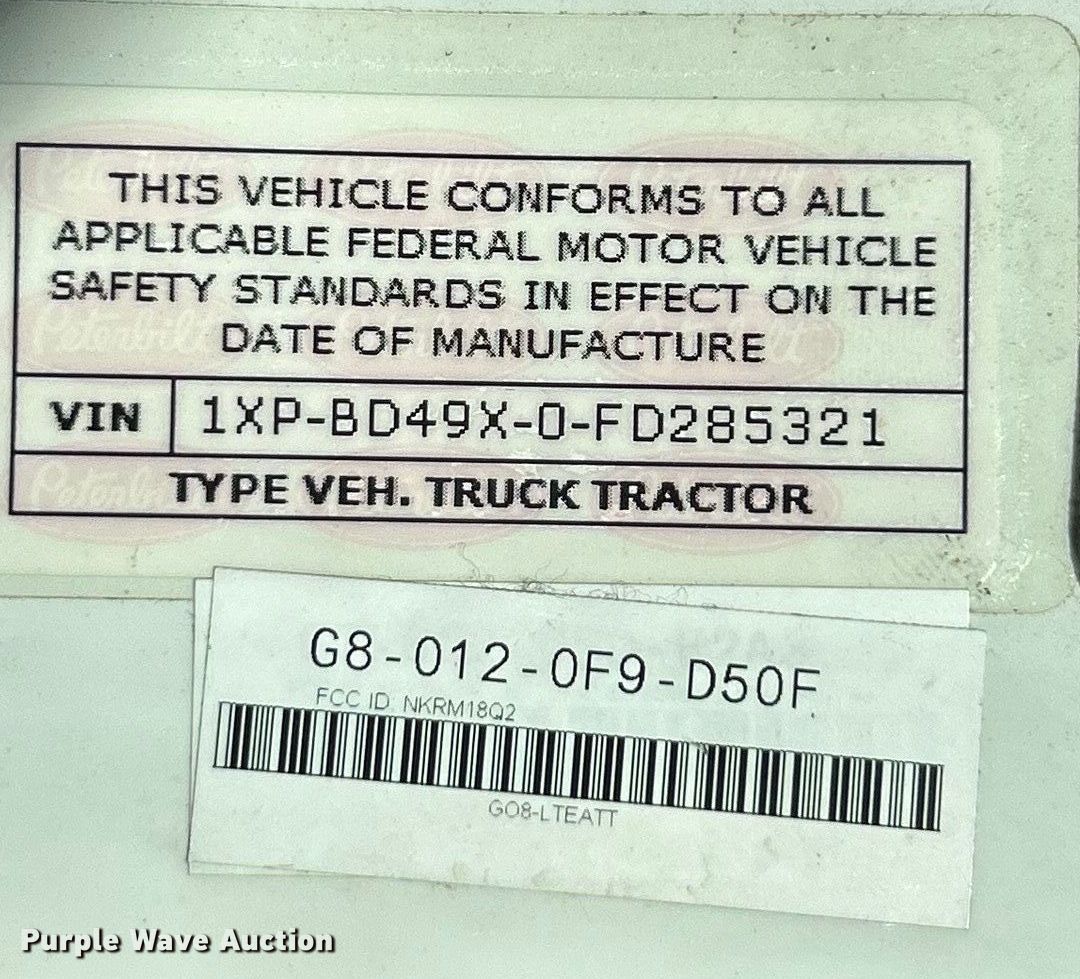 THIS VEHICLE CONFORMS TO ALL
APPLICABLE FEDERAL MOTOR VEHICLE
SAFETY STANDARDS IN EFFECT ON THE
DATE OF MANUFACTURE
VIN 1XP-BD49X-0-FD285321
TYPE VEH. TRUCK TRACTOR
G8-012-0F9-D50F
FCC ID: NKRM18Q2
GO8-LTEATT
Purple Wave Auction